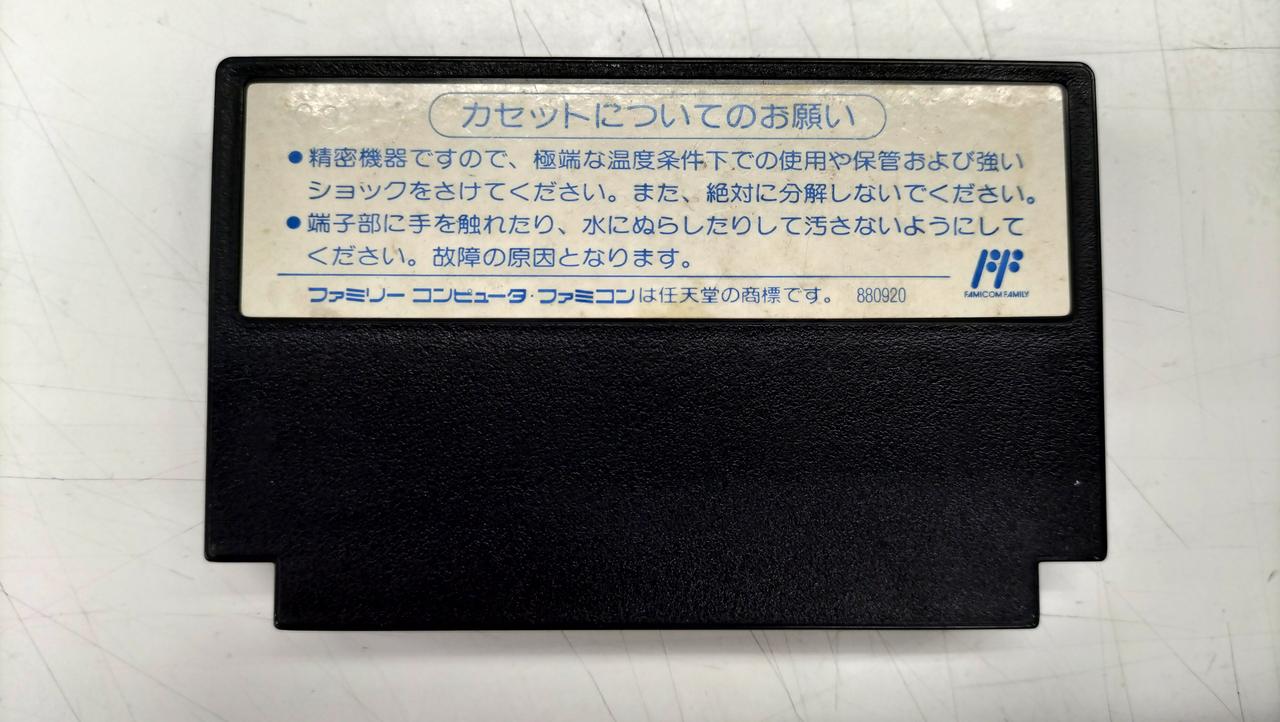 カセットについてのお願い
●精密機器ですので、極端な温度条件下での使用や保管および強い
ショックをさけてください。また、絶対に分解しないでください。
●端子部に手を触れたり、水にぬらしたりして汚さないようにして
ください。故障の原因となります。
FAMICOM FAMILY
ファミリー コンピュータ・ファミコンは任天堂の商標です。 880920